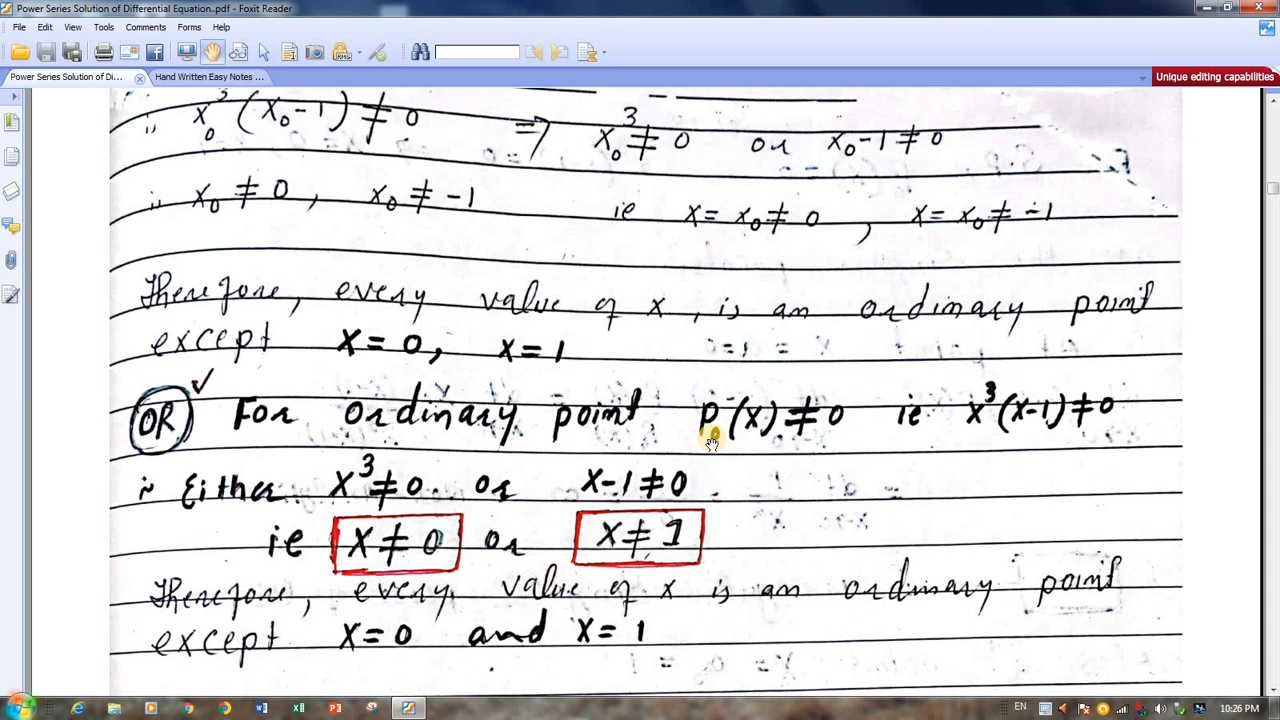 Power Series Solution of Differential Equation..pdf - Foxit Reader
File Edit View Tools Comments Forms Help
Power Series Solution of Di... Hand Written Easy Notes ... Unique editing capabilities
∴ x₀³ (x₀-1) ≠ 0 ⇒ x₀³ ≠ 0 or x₀-1 ≠ 0
∴ x₀ ≠ 0, x₀ ≠ -1 ie x = x₀ ≠ 0, x = x₀ ≠ -1
Therefore, every value of x, is an ordinary point
except x = 0, x = 1
OR ✓ For ordinary point P₀(x) ≠ 0 ie x³(x-1) ≠ 0
∴ Either x³ ≠ 0 or x-1 ≠ 0
ie x ≠ 0 or x ≠ 1
Therefore, every value of x is an ordinary point
except x = 0 and x = 1
EN 10:26 PM